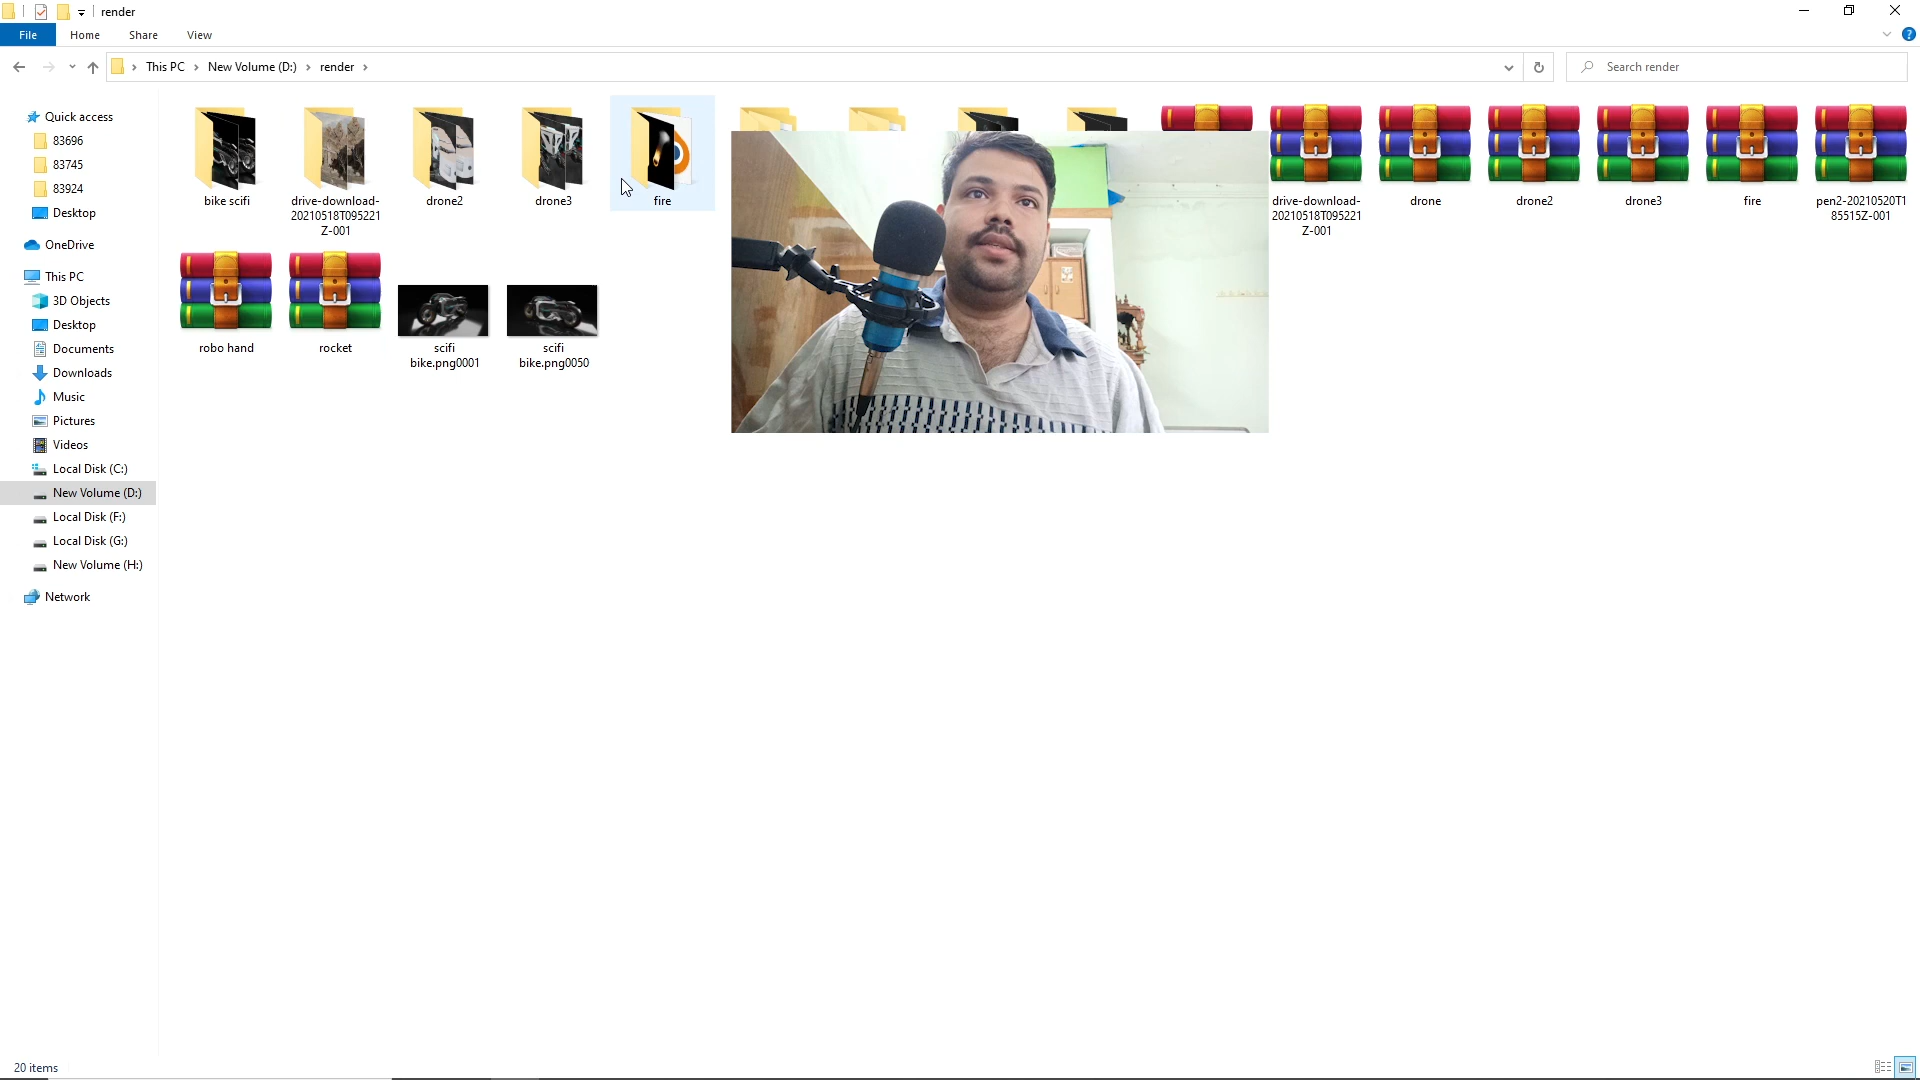 render
File
Home
Share
View
This PC
New Volume (D:)
render
Search render
Quick access
83696
83745
83924
Desktop
OneDrive
This PC
3D Objects
Desktop
Documents
Downloads
Music
Pictures
Videos
Local Disk (C:)
New Volume (D:)
Local Disk (F:)
Local Disk (G:)
New Volume (H:)
Network
bike scifi
drive-download-
20210518T095221
Z-001
drone2
drone3
fire
drive-download-
20210518T095221
Z-001
drone
drone2
drone3
fire
pen2-20210520T1
85515Z-001
robo hand
rocket
scifi
bike.png0001
scifi
bike.png0050
20 items